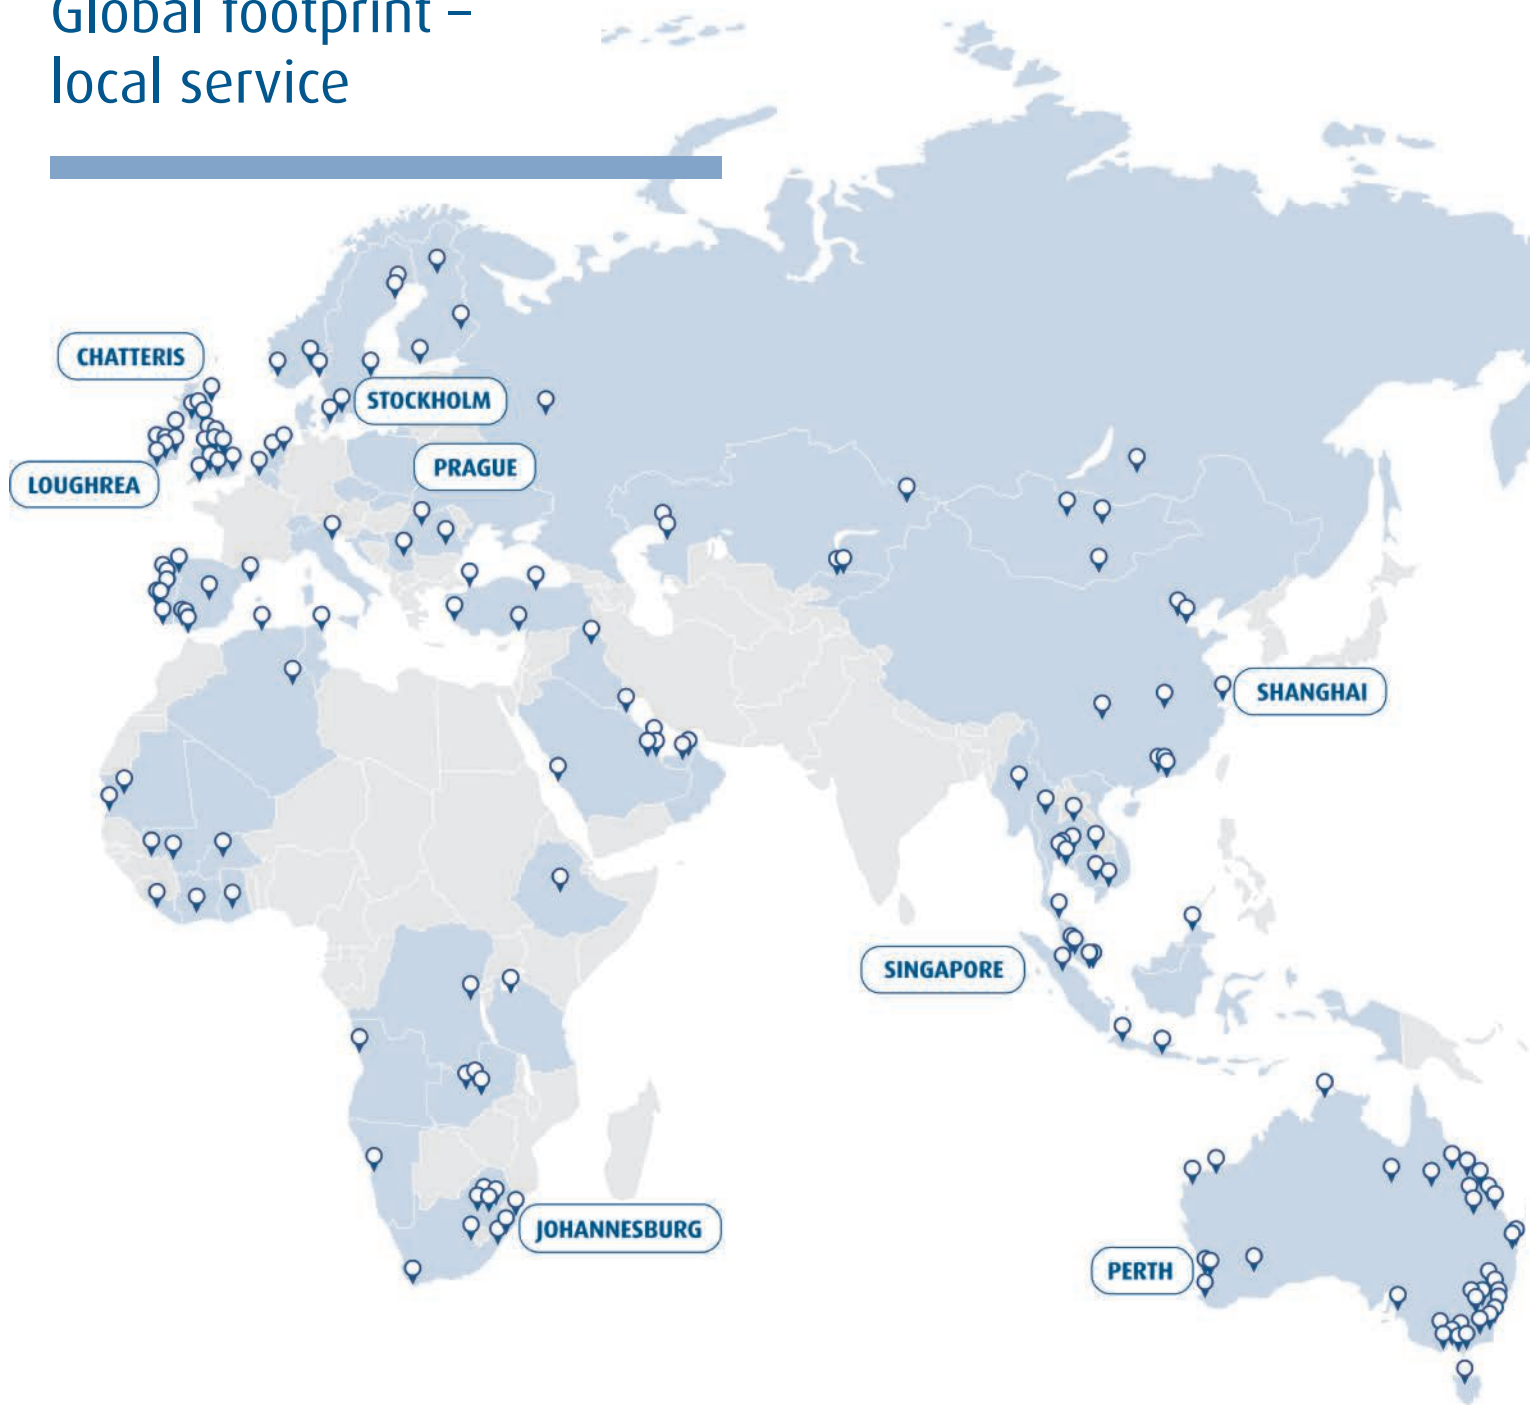 Global footprint –
local service
CHATTERIS
STOCKHOLM
PRAGUE
LOUGHREA
SHANGHAI
SINGAPORE
JOHANNESBURG
PERTH